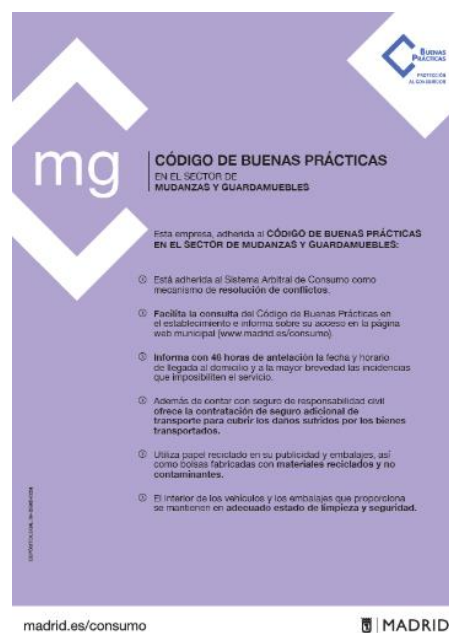 BUENAS
PRÁCTICAS
PROTECCIÓN
AL CONSUMIDOR
mg
CÓDIGO DE BUENAS PRÁCTICAS
EN EL SECTOR DE
MUDANZAS Y GUARDAMUEBLES
Esta empresa, adherida al CÓDIGO DE BUENAS PRÁCTICAS
EN EL SECTOR DE MUDANZAS Y GUARDAMUEBLES:
Está adherida al Sistema Arbitral de Consumo como
mecanismo de resolución de conflictos.
Facilita la consulta del Código de Buenas Prácticas en
el establecimiento e informa sobre su acceso en la página
web municipal (www.madrid.es/consumo).
Informa con 48 horas de antelación la fecha y horario
de llegada al domicilio y a la mayor brevedad las incidencias
que imposibiliten el servicio.
Además de contar con seguro de responsabilidad civil
ofrece la contratación de seguro adicional de
transporte para cubrir los daños sufridos por los bienes
transportados.
Utiliza papel reciclado en su publicidad y embalajes, así
como bolsas fabricadas con materiales reciclados y no
contaminantes.
El interior de los vehículos y los embalajes que proporciona
se mantienen en adecuado estado de limpieza y seguridad.
madrid.es/consumo
MADRID